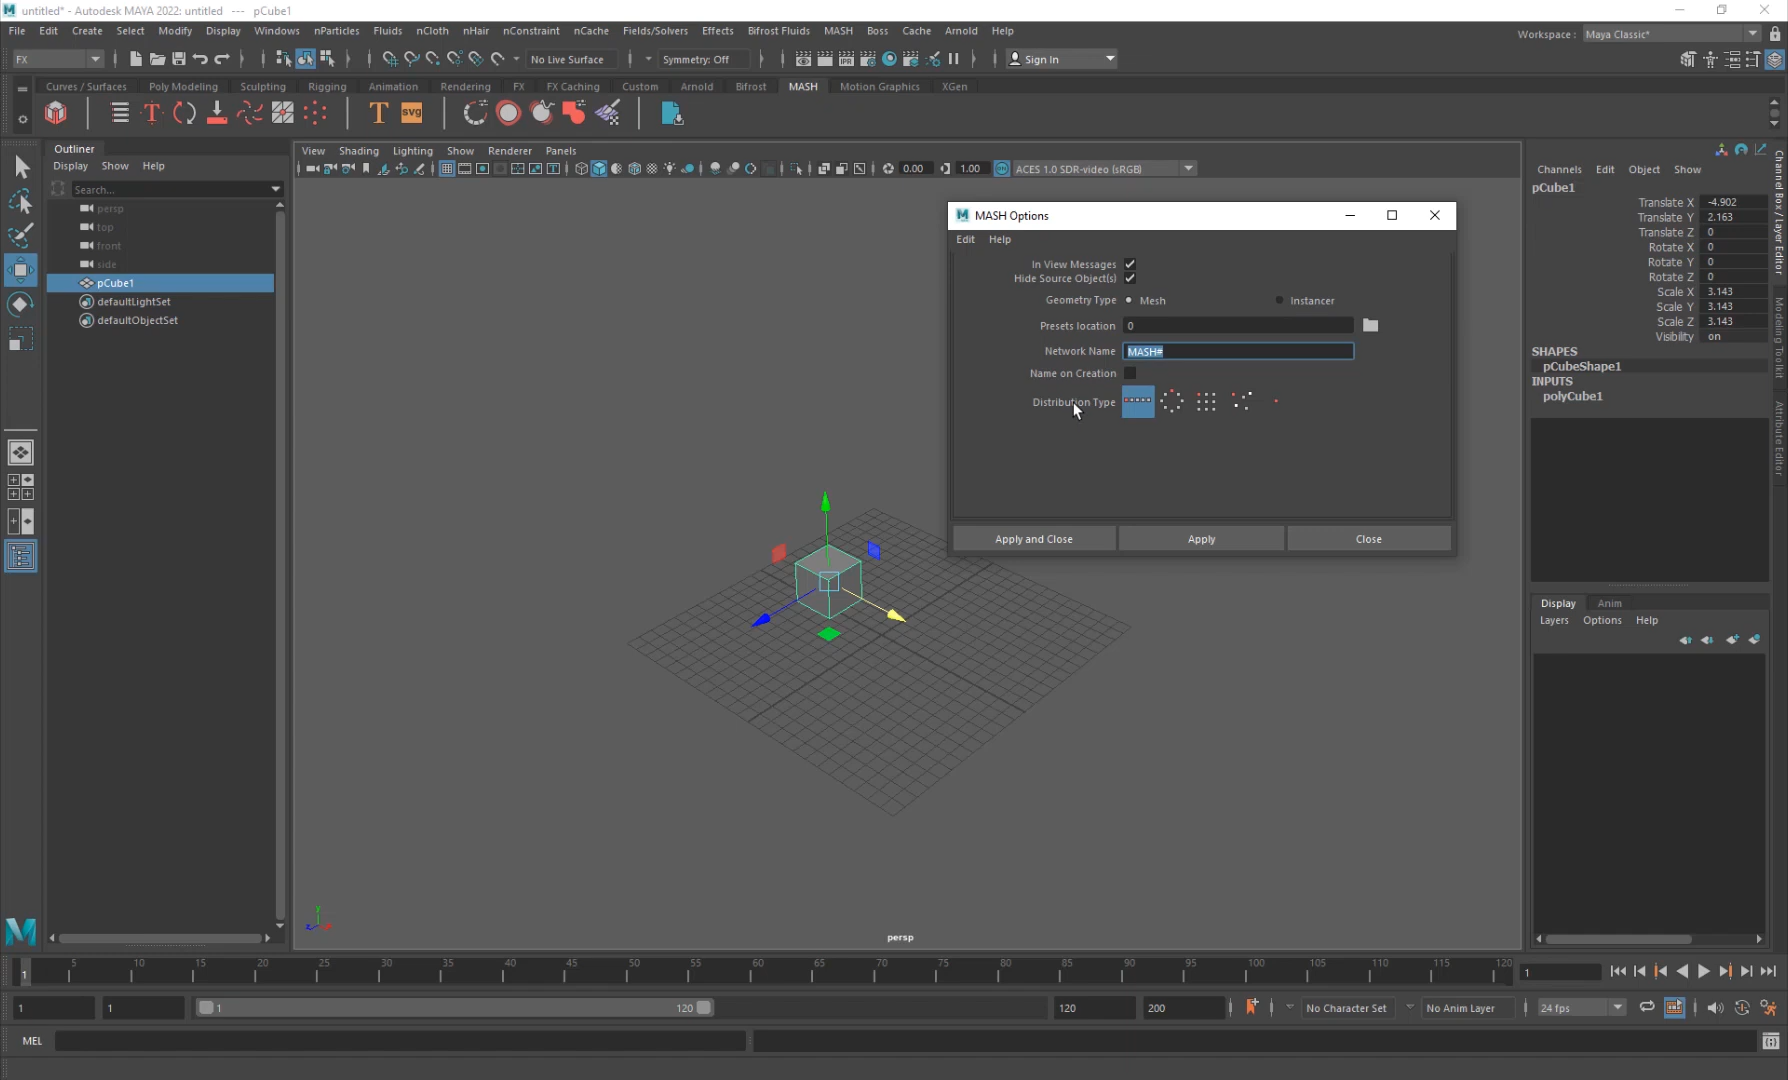 untitled* - Autodesk MAYA 2022: untitled --- pCube1
File Edit Create Select Modify Display Windows nParticles Fluids nCloth nHair nConstraint nCache Fields/Solvers Effects Bifrost Fluids MASH Boss Cache Arnold Help
Workspace : Maya Classic*
FX No Live Surface Symmetry: Off IPR Sign In
Curves / Surfaces Poly Modeling Sculpting Rigging Animation Rendering FX FX Caching Custom Arnold Bifrost MASH Motion Graphics XGen
T SVG
Outliner
Display Show Help
Search...
persp
top
front
side
pCube1
defaultLightSet
defaultObjectSet
View Shading Lighting Show Renderer Panels
0.00 1.00 ACES 1.0 SDR-video (sRGB)
MASH Options
Edit Help
In View Messages
Hide Source Object(s)
Geometry Type Mesh Instancer
Presets location 0
Network Name MASH#
Name on Creation
Distribution Type
Apply and Close Apply Close
persp
Channels Edit Object Show
pCube1
Translate X -4.902
Translate Y 2.163
Translate Z 0
Rotate X 0
Rotate Y 0
Rotate Z 0
Scale X 3.143
Scale Y 3.143
Scale Z 3.143
Visibility on
SHAPES
pCubeShape1
INPUTS
polyCube1
Channel Box / Layer Editor
Modeling Toolkit
Attribute Editor
Display Anim
Layers Options Help
1 5 10 15 20 25 30 35 40 45 50 55 60 65 70 75 80 85 90 95 100 105 110 115 120 1
1 1 1 120 120 200 No Character Set No Anim Layer 24 fps
MEL